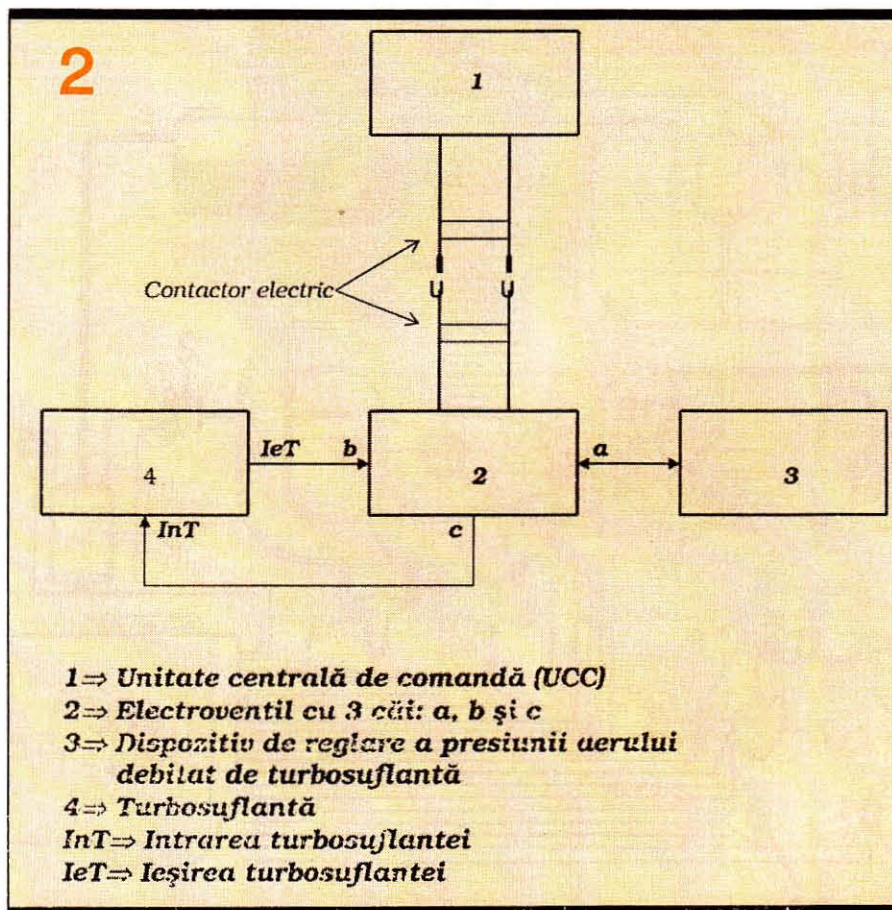 2
1
Contactor electric
4
IeT
b
2
a
3
InT
c
1⇒ Unitate centrală de comandă (UCC)
2⇒ Electroventil cu 3 căi: a, b şi c
3⇒ Dispozitiv de reglare a presiunii aerului
debitat de turbosuflantă
4⇒ Turbosuflantă
InT⇒ Intrarea turbosuflantei
IeT⇒ Ieşirea turbosuflantei